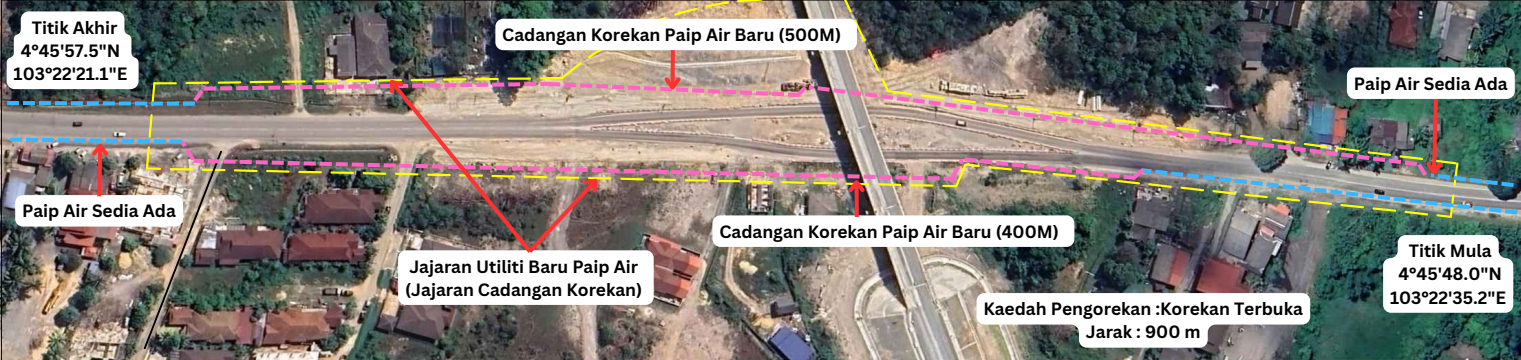 Titik Akhir
4°45'57.5"N
103°22'21.1"E
Cadangan Korekan Paip Air Baru (500M)
Paip Air Sedia Ada
Paip Air Sedia Ada
Cadangan Korekan Paip Air Baru (400M)
Jajaran Utiliti Baru Paip Air
(Jajaran Cadangan Korekan)
Titik Mula
4°45'48.0"N
103°22'35.2"E
Kaedah Pengorekan :Korekan Terbuka
Jarak : 900 m